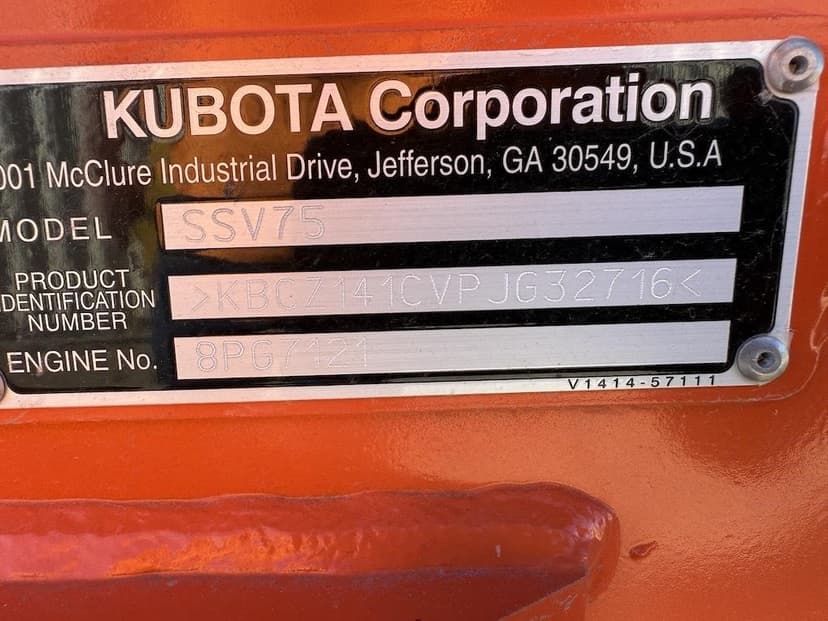 KUBOTA Corporation
001 McClure Industrial Drive, Jefferson, GA 30549, U.S.A
MODEL SSV75
PRODUCT IDENTIFICATION NUMBER >KBCZ141CVPJG32716<
ENGINE No. 8PG7121
V1414-57111